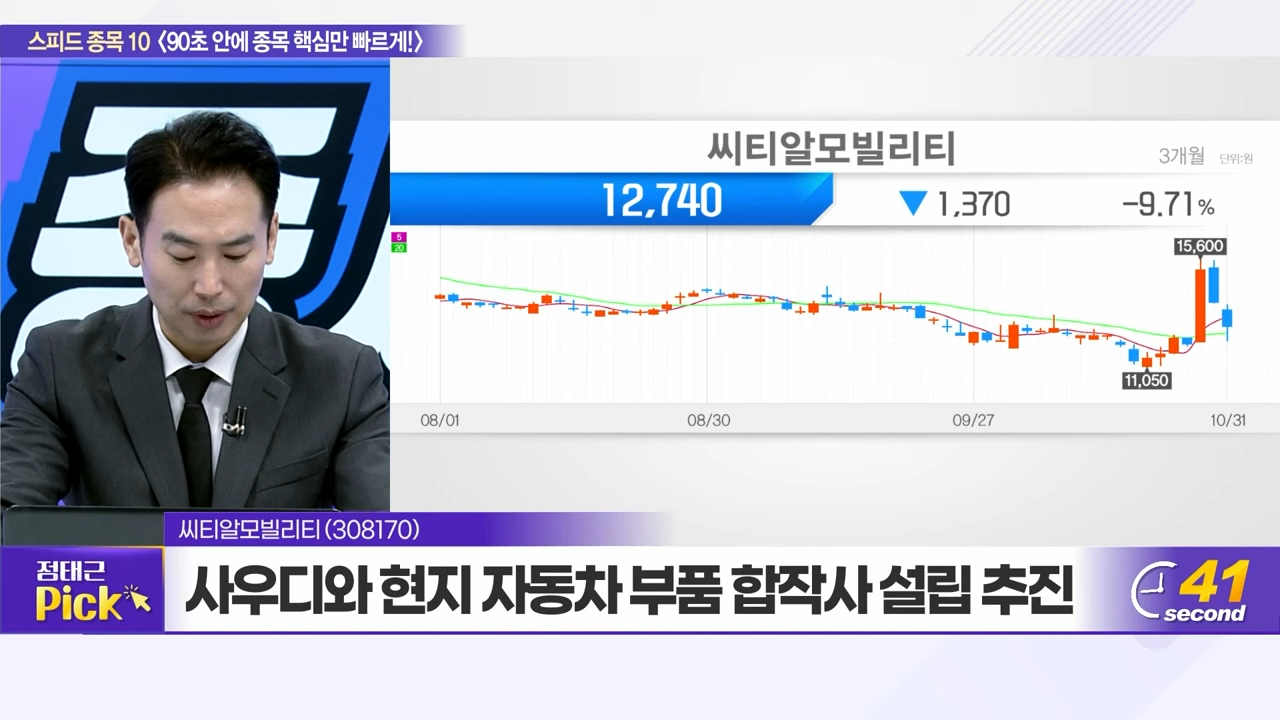 스피드 종목 10 〈90초 안에 종목 핵심만 빠르게!〉
씨티알모빌리티
3개월 단위:원
12,740 ▼ 1,370 -9.71%
5
20
15,600
11,050
08/01 08/30 09/27 10/31
씨티알모빌리티 (308170)
정태근
Pick
사우디와 현지 자동차 부품 합작사 설립 추진
41
second